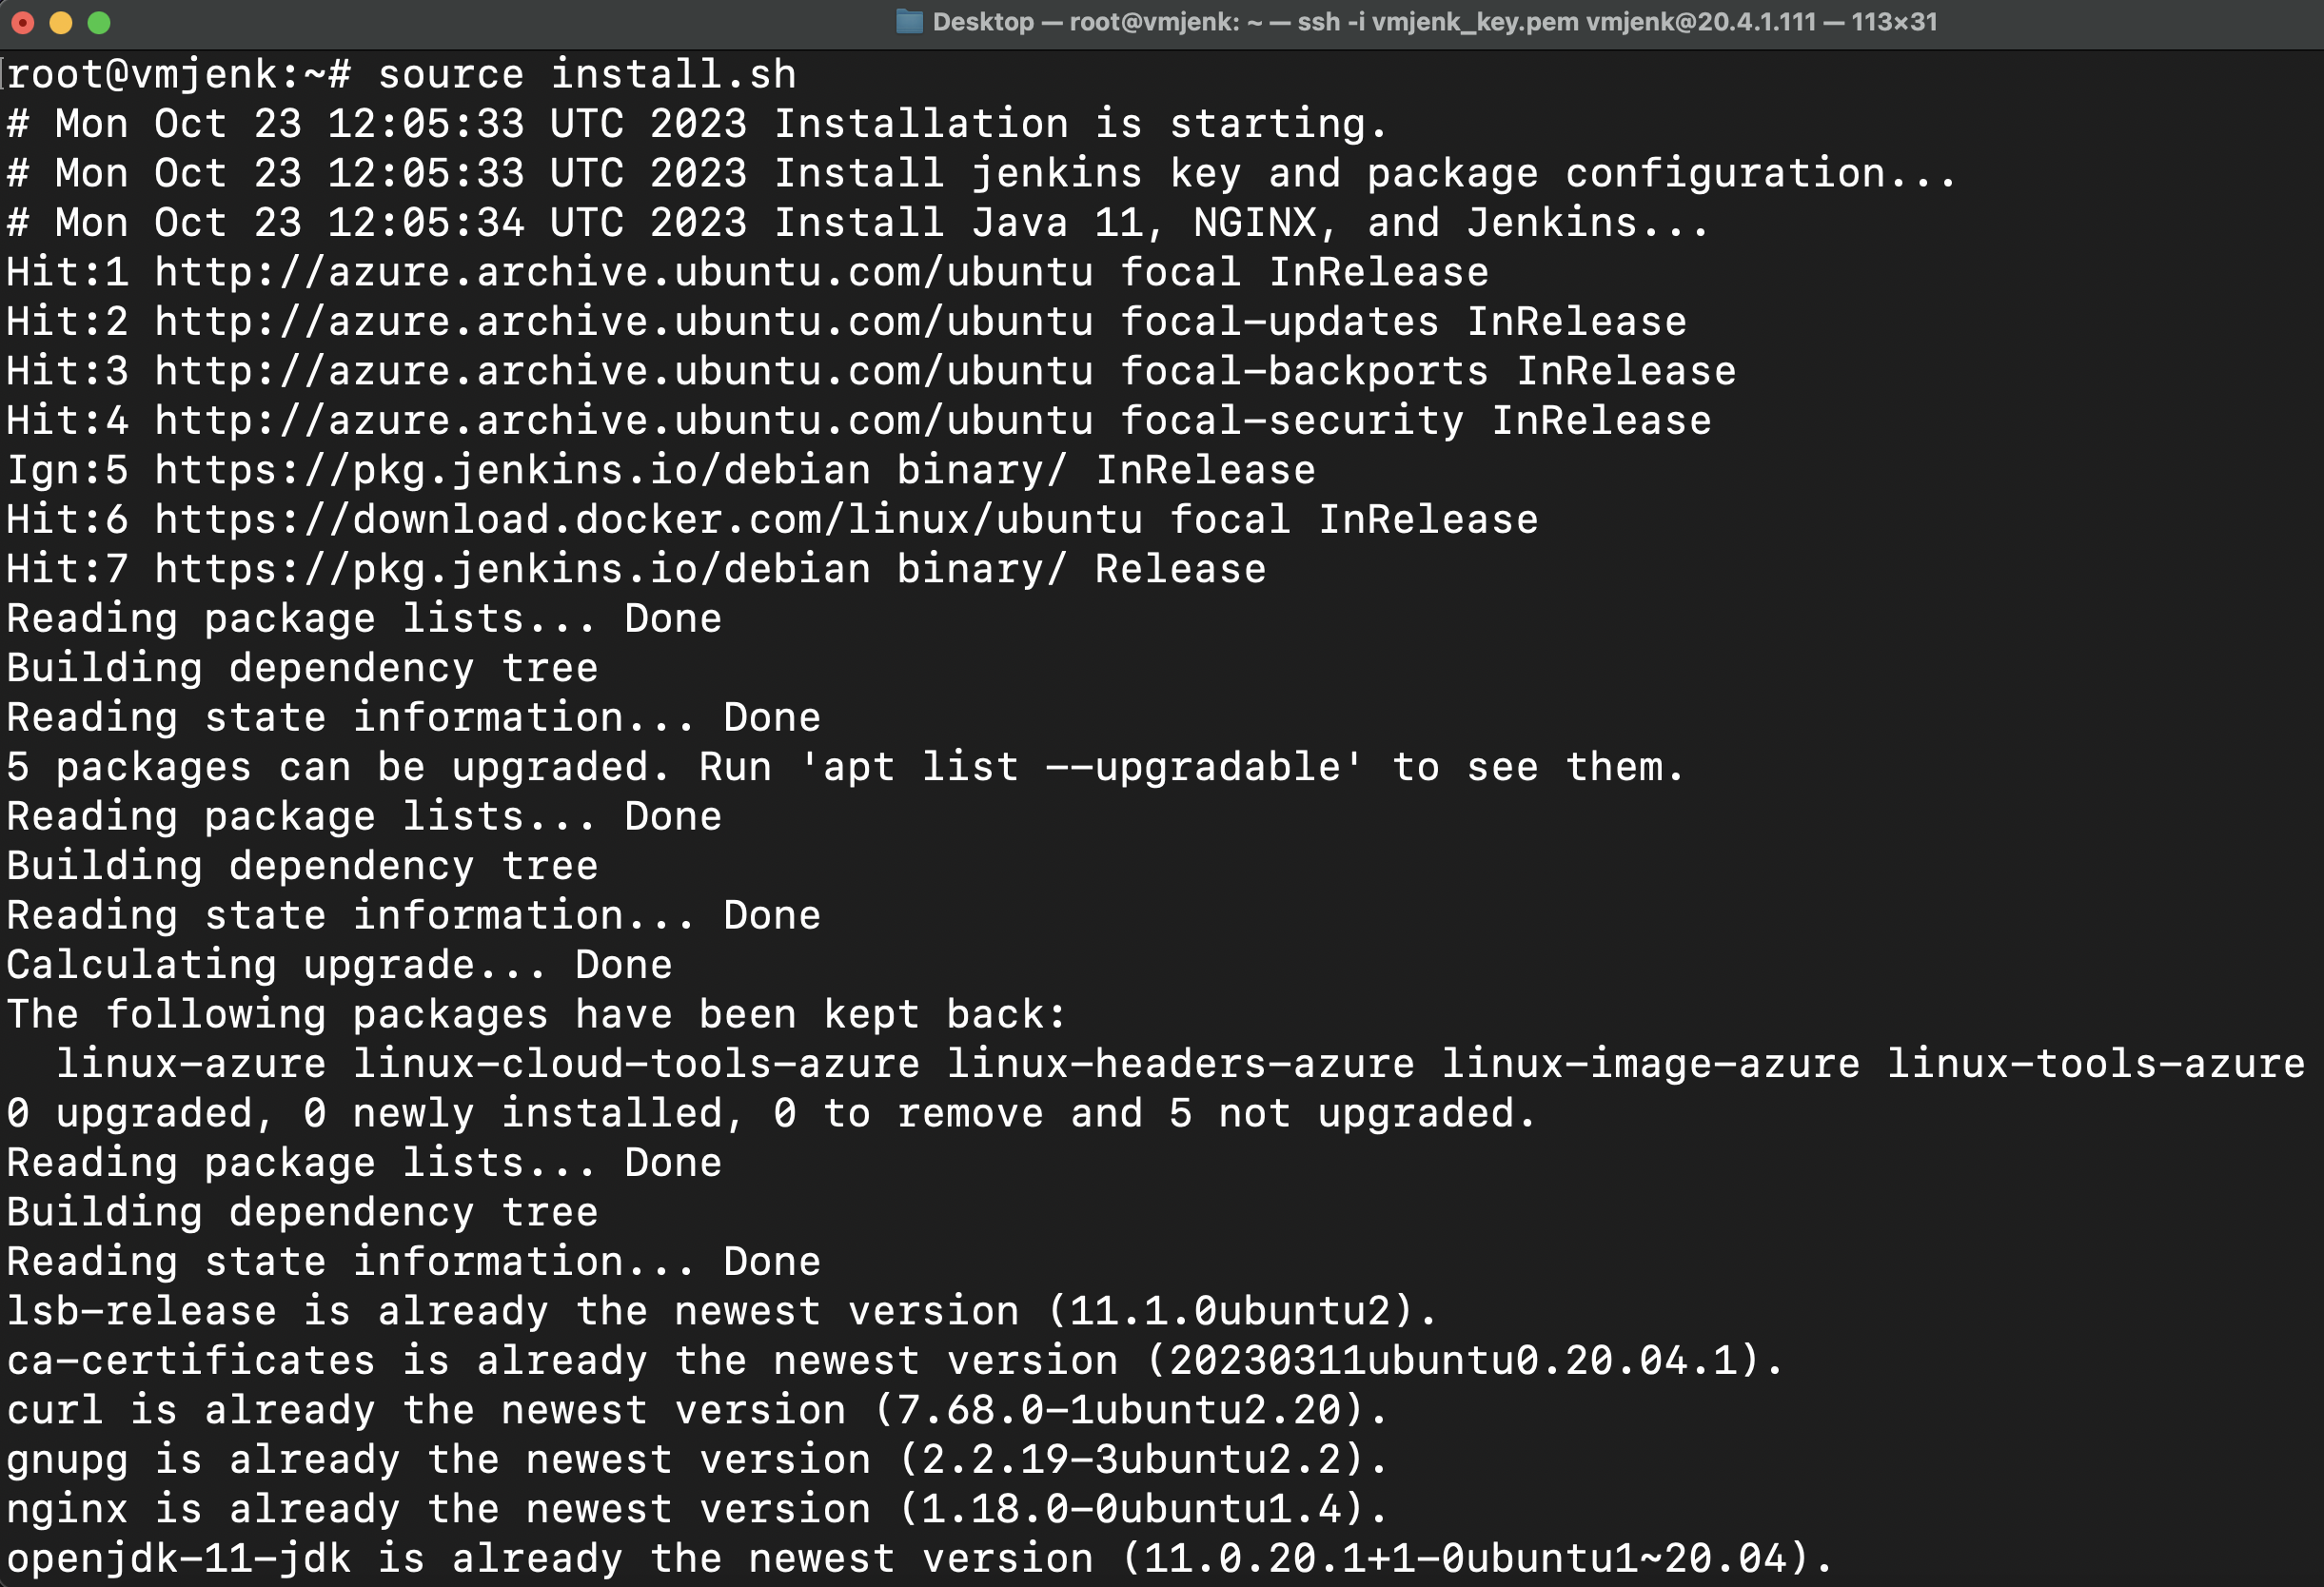 Desktop — root@vmjenk: ~ — ssh -i vmjenk_key.pem vmjenk@20.4.1.111 — 113×31
[root@vmjenk:~# source install.sh
# Mon Oct 23 12:05:33 UTC 2023 Installation is starting.
# Mon Oct 23 12:05:33 UTC 2023 Install jenkins key and package configuration...
# Mon Oct 23 12:05:34 UTC 2023 Install Java 11, NGINX, and Jenkins...
Hit:1 http://azure.archive.ubuntu.com/ubuntu focal InRelease
Hit:2 http://azure.archive.ubuntu.com/ubuntu focal-updates InRelease
Hit:3 http://azure.archive.ubuntu.com/ubuntu focal-backports InRelease
Hit:4 http://azure.archive.ubuntu.com/ubuntu focal-security InRelease
Ign:5 https://pkg.jenkins.io/debian binary/ InRelease
Hit:6 https://download.docker.com/linux/ubuntu focal InRelease
Hit:7 https://pkg.jenkins.io/debian binary/ Release
Reading package lists... Done
Building dependency tree
Reading state information... Done
5 packages can be upgraded. Run 'apt list --upgradable' to see them.
Reading package lists... Done
Building dependency tree
Reading state information... Done
Calculating upgrade... Done
The following packages have been kept back:
  linux-azure linux-cloud-tools-azure linux-headers-azure linux-image-azure linux-tools-azure
0 upgraded, 0 newly installed, 0 to remove and 5 not upgraded.
Reading package lists... Done
Building dependency tree
Reading state information... Done
lsb-release is already the newest version (11.1.0ubuntu2).
ca-certificates is already the newest version (20230311ubuntu0.20.04.1).
curl is already the newest version (7.68.0-1ubuntu2.20).
gnupg is already the newest version (2.2.19-3ubuntu2.2).
nginx is already the newest version (1.18.0-0ubuntu1.4).
openjdk-11-jdk is already the newest version (11.0.20.1+1-0ubuntu1~20.04).